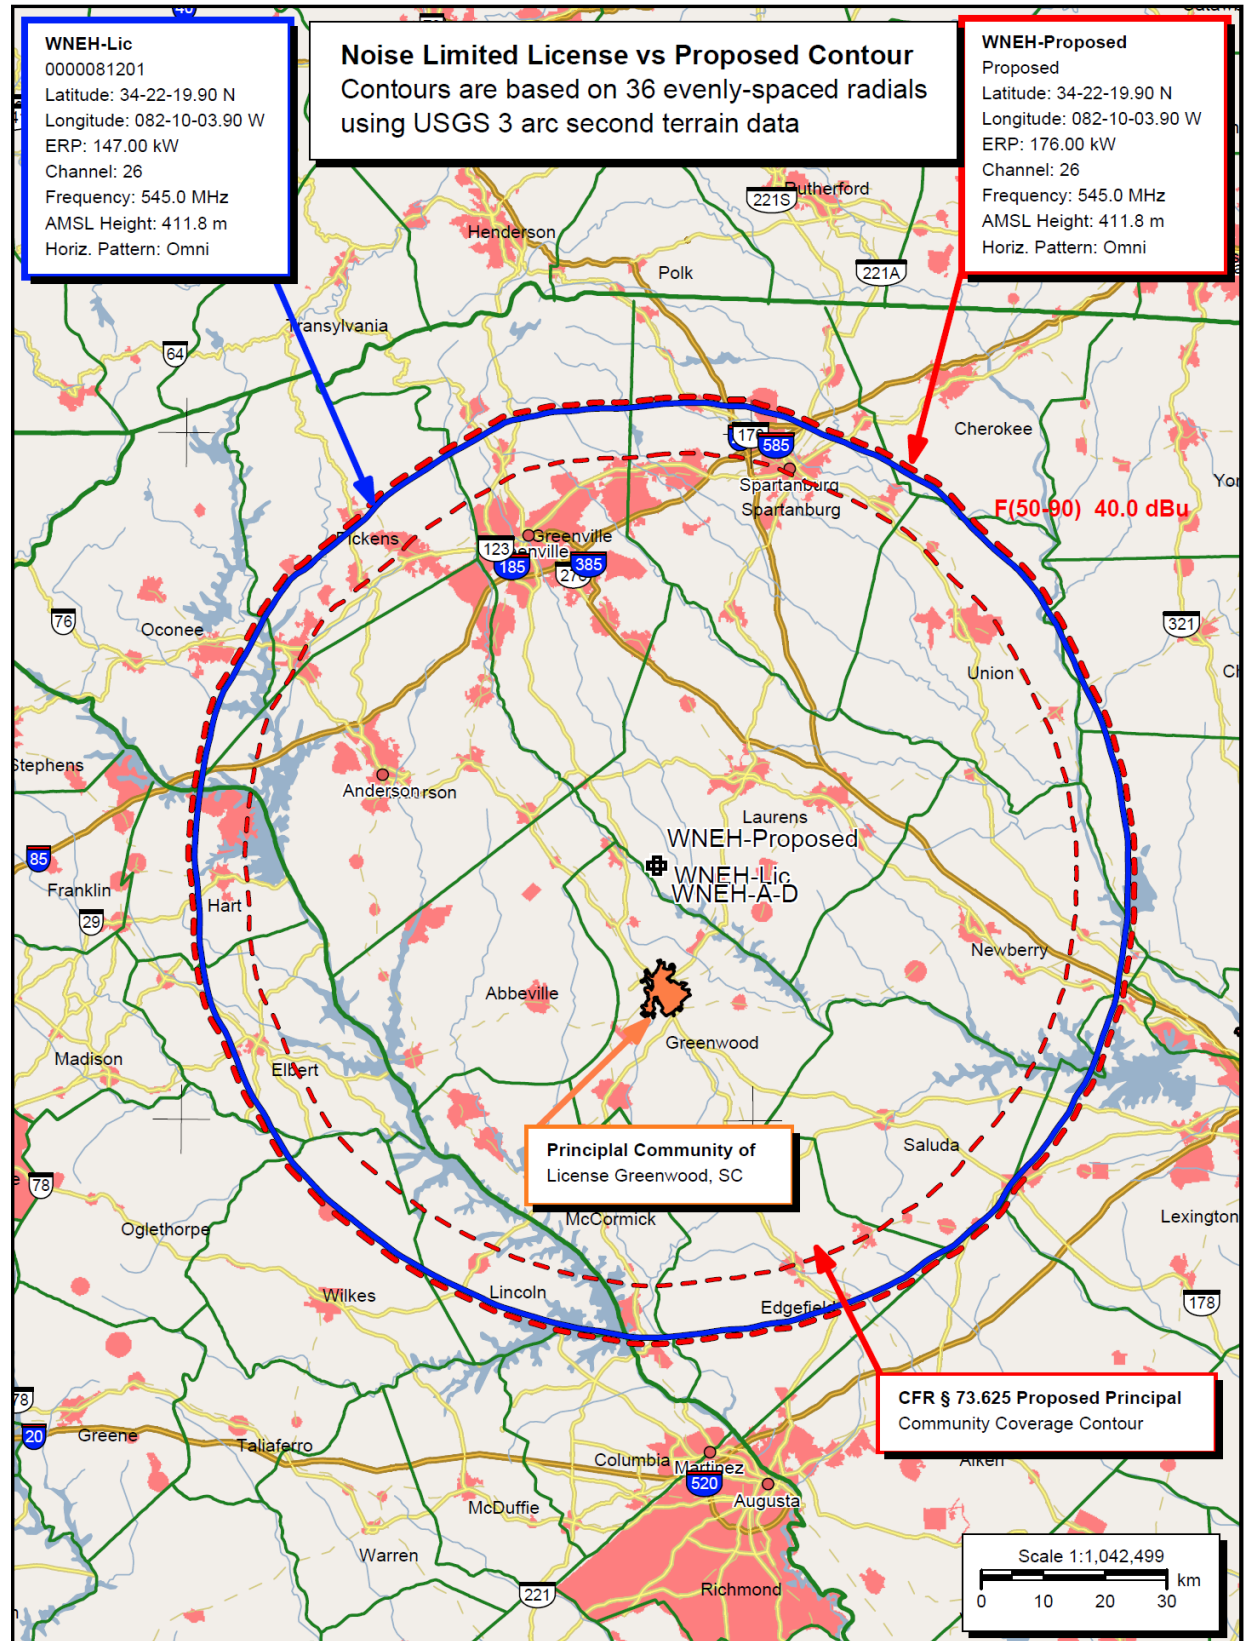 WNEH-Lic
0000081201
Latitude: 34-22-19.90 N
Longitude: 082-10-03.90 W
ERP: 147.00 kW
Channel: 26
Frequency: 545.0 MHz
AMSL Height: 411.8 m
Horiz. Pattern: Omni
Noise Limited License vs Proposed Contour
Contours are based on 36 evenly-spaced radials
using USGS 3 arc second terrain data
WNEH-Proposed
Proposed
Latitude: 34-22-19.90 N
Longitude: 082-10-03.90 W
ERP: 176.00 kW
Channel: 26
Frequency: 545.0 MHz
AMSL Height: 411.8 m
Horiz. Pattern: Omni
Rutherford
221S
Henderson
Polk
221A
Transylvania
64
Cherokee
176
585
Spartanburg
Spartanburg
F(50-90) 40.0 dBu
Pickens
Greenville
123
185
385
76
Oconee
321
Union
Stephens
Anderson
Laurens
WNEH-Proposed
WNEH-Lic
WNEH-A-D
85
Franklin
29
Hart
Newberry
Abbeville
Greenwood
Madison
Elbert
Principlal Community of
License Greenwood, SC
Saluda
78
Oglethorpe
McCormick
Lexington
Wilkes
Lincoln
Edgefield
178
CFR § 73.625 Proposed Principal
Community Coverage Contour
78
20
Greene
Taliaferro
Columbia
Martinez
Aiken
520
Augusta
McDuffie
Warren
221
Richmond
Scale 1:1,042,499
km
0 10 20 30